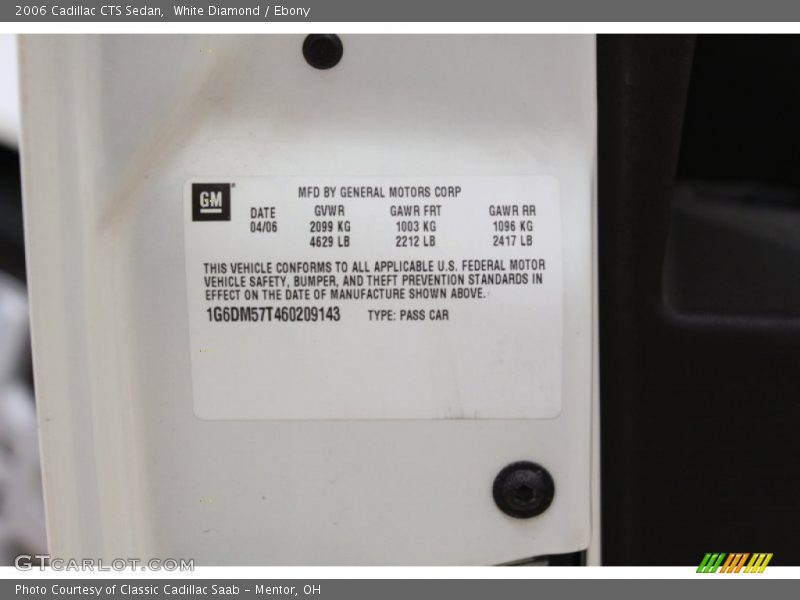 2006 Cadillac CTS Sedan, White Diamond / Ebony
GM
MFD BY GENERAL MOTORS CORP
DATE GVWR GAWR FRT GAWR RR
04/06 2099 KG 1003 KG 1096 KG
4629 LB 2212 LB 2417 LB
THIS VEHICLE CONFORMS TO ALL APPLICABLE U.S. FEDERAL MOTOR
VEHICLE SAFETY, BUMPER, AND THEFT PREVENTION STANDARDS IN
EFFECT ON THE DATE OF MANUFACTURE SHOWN ABOVE.
1G6DM57T460209143 TYPE: PASS CAR
GTCARLOT.COM
Photo Courtesy of Classic Cadillac Saab - Mentor, OH